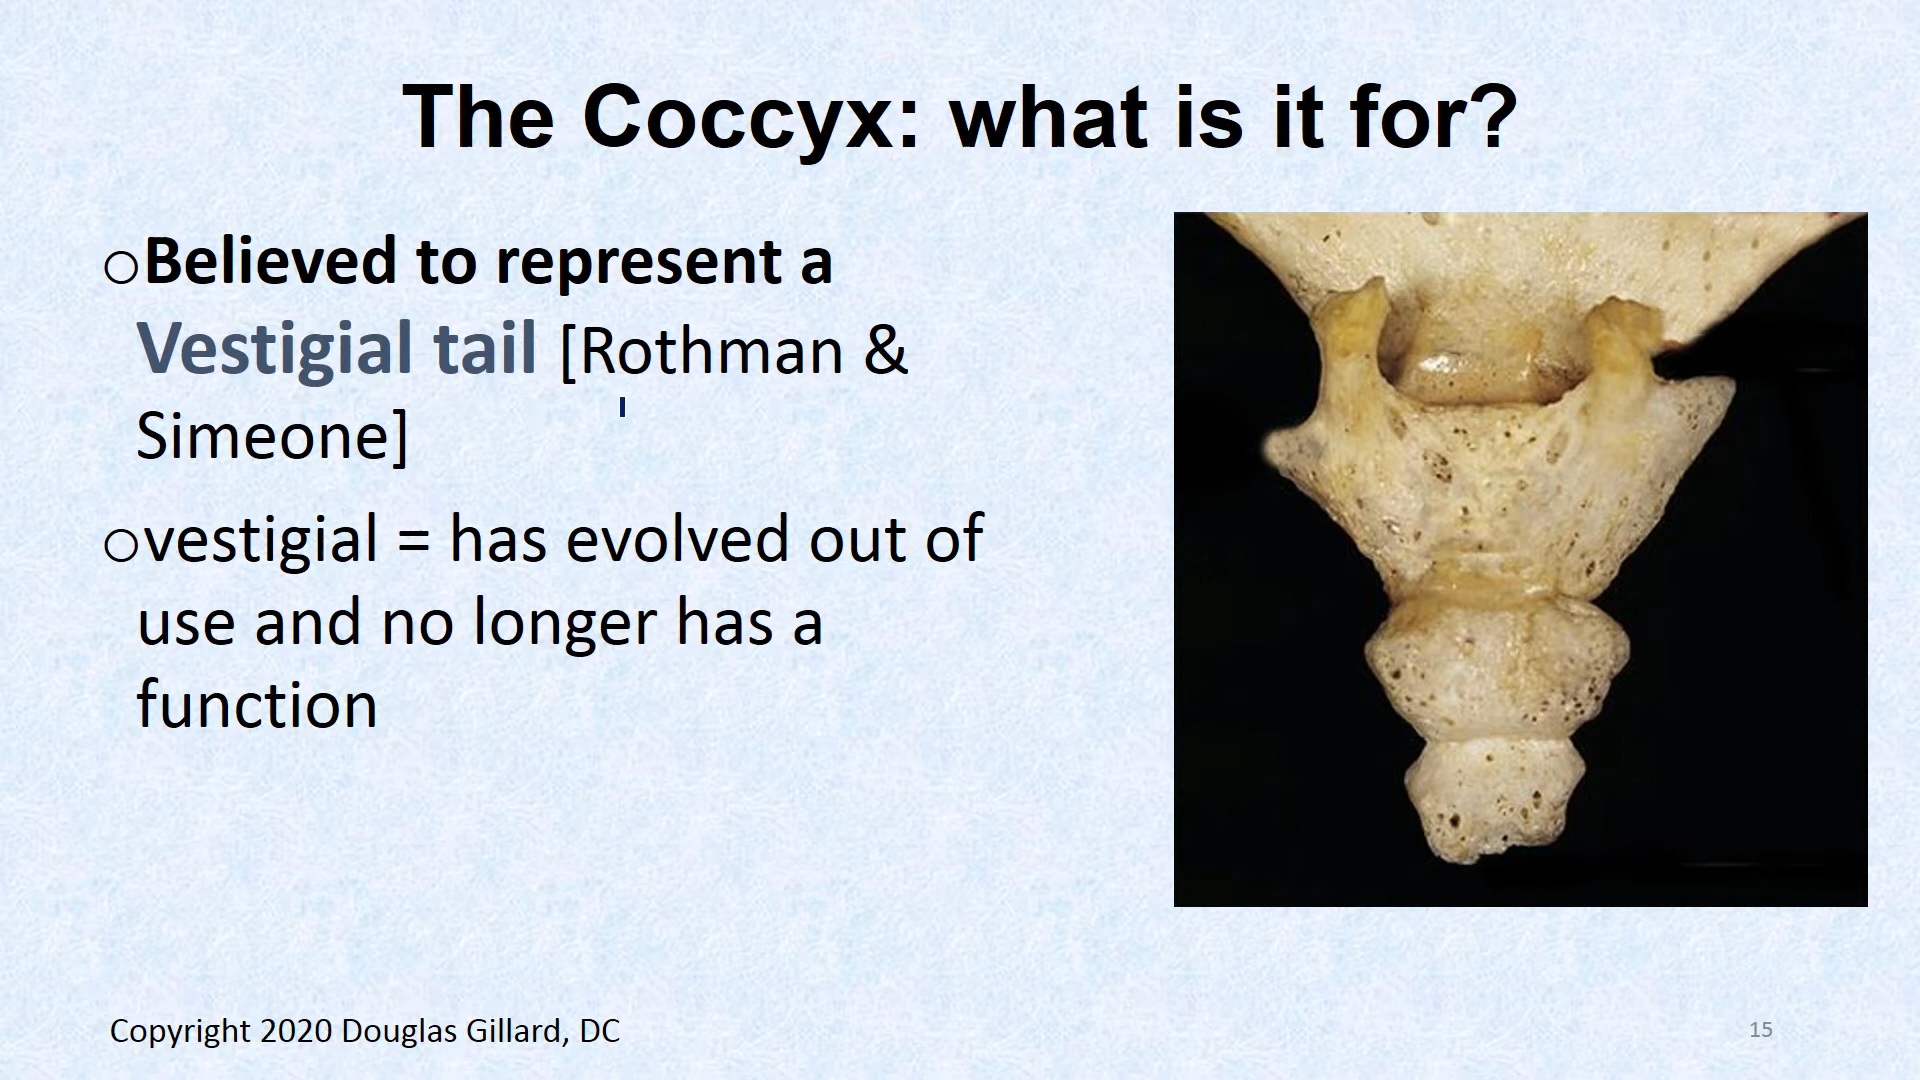 The Coccyx: what is it for?
oBelieved to represent a
Vestigial tail [Rothman &
Simeone]
ovestigial = has evolved out of
use and no longer has a
function
Copyright 2020 Douglas Gillard, DC
15